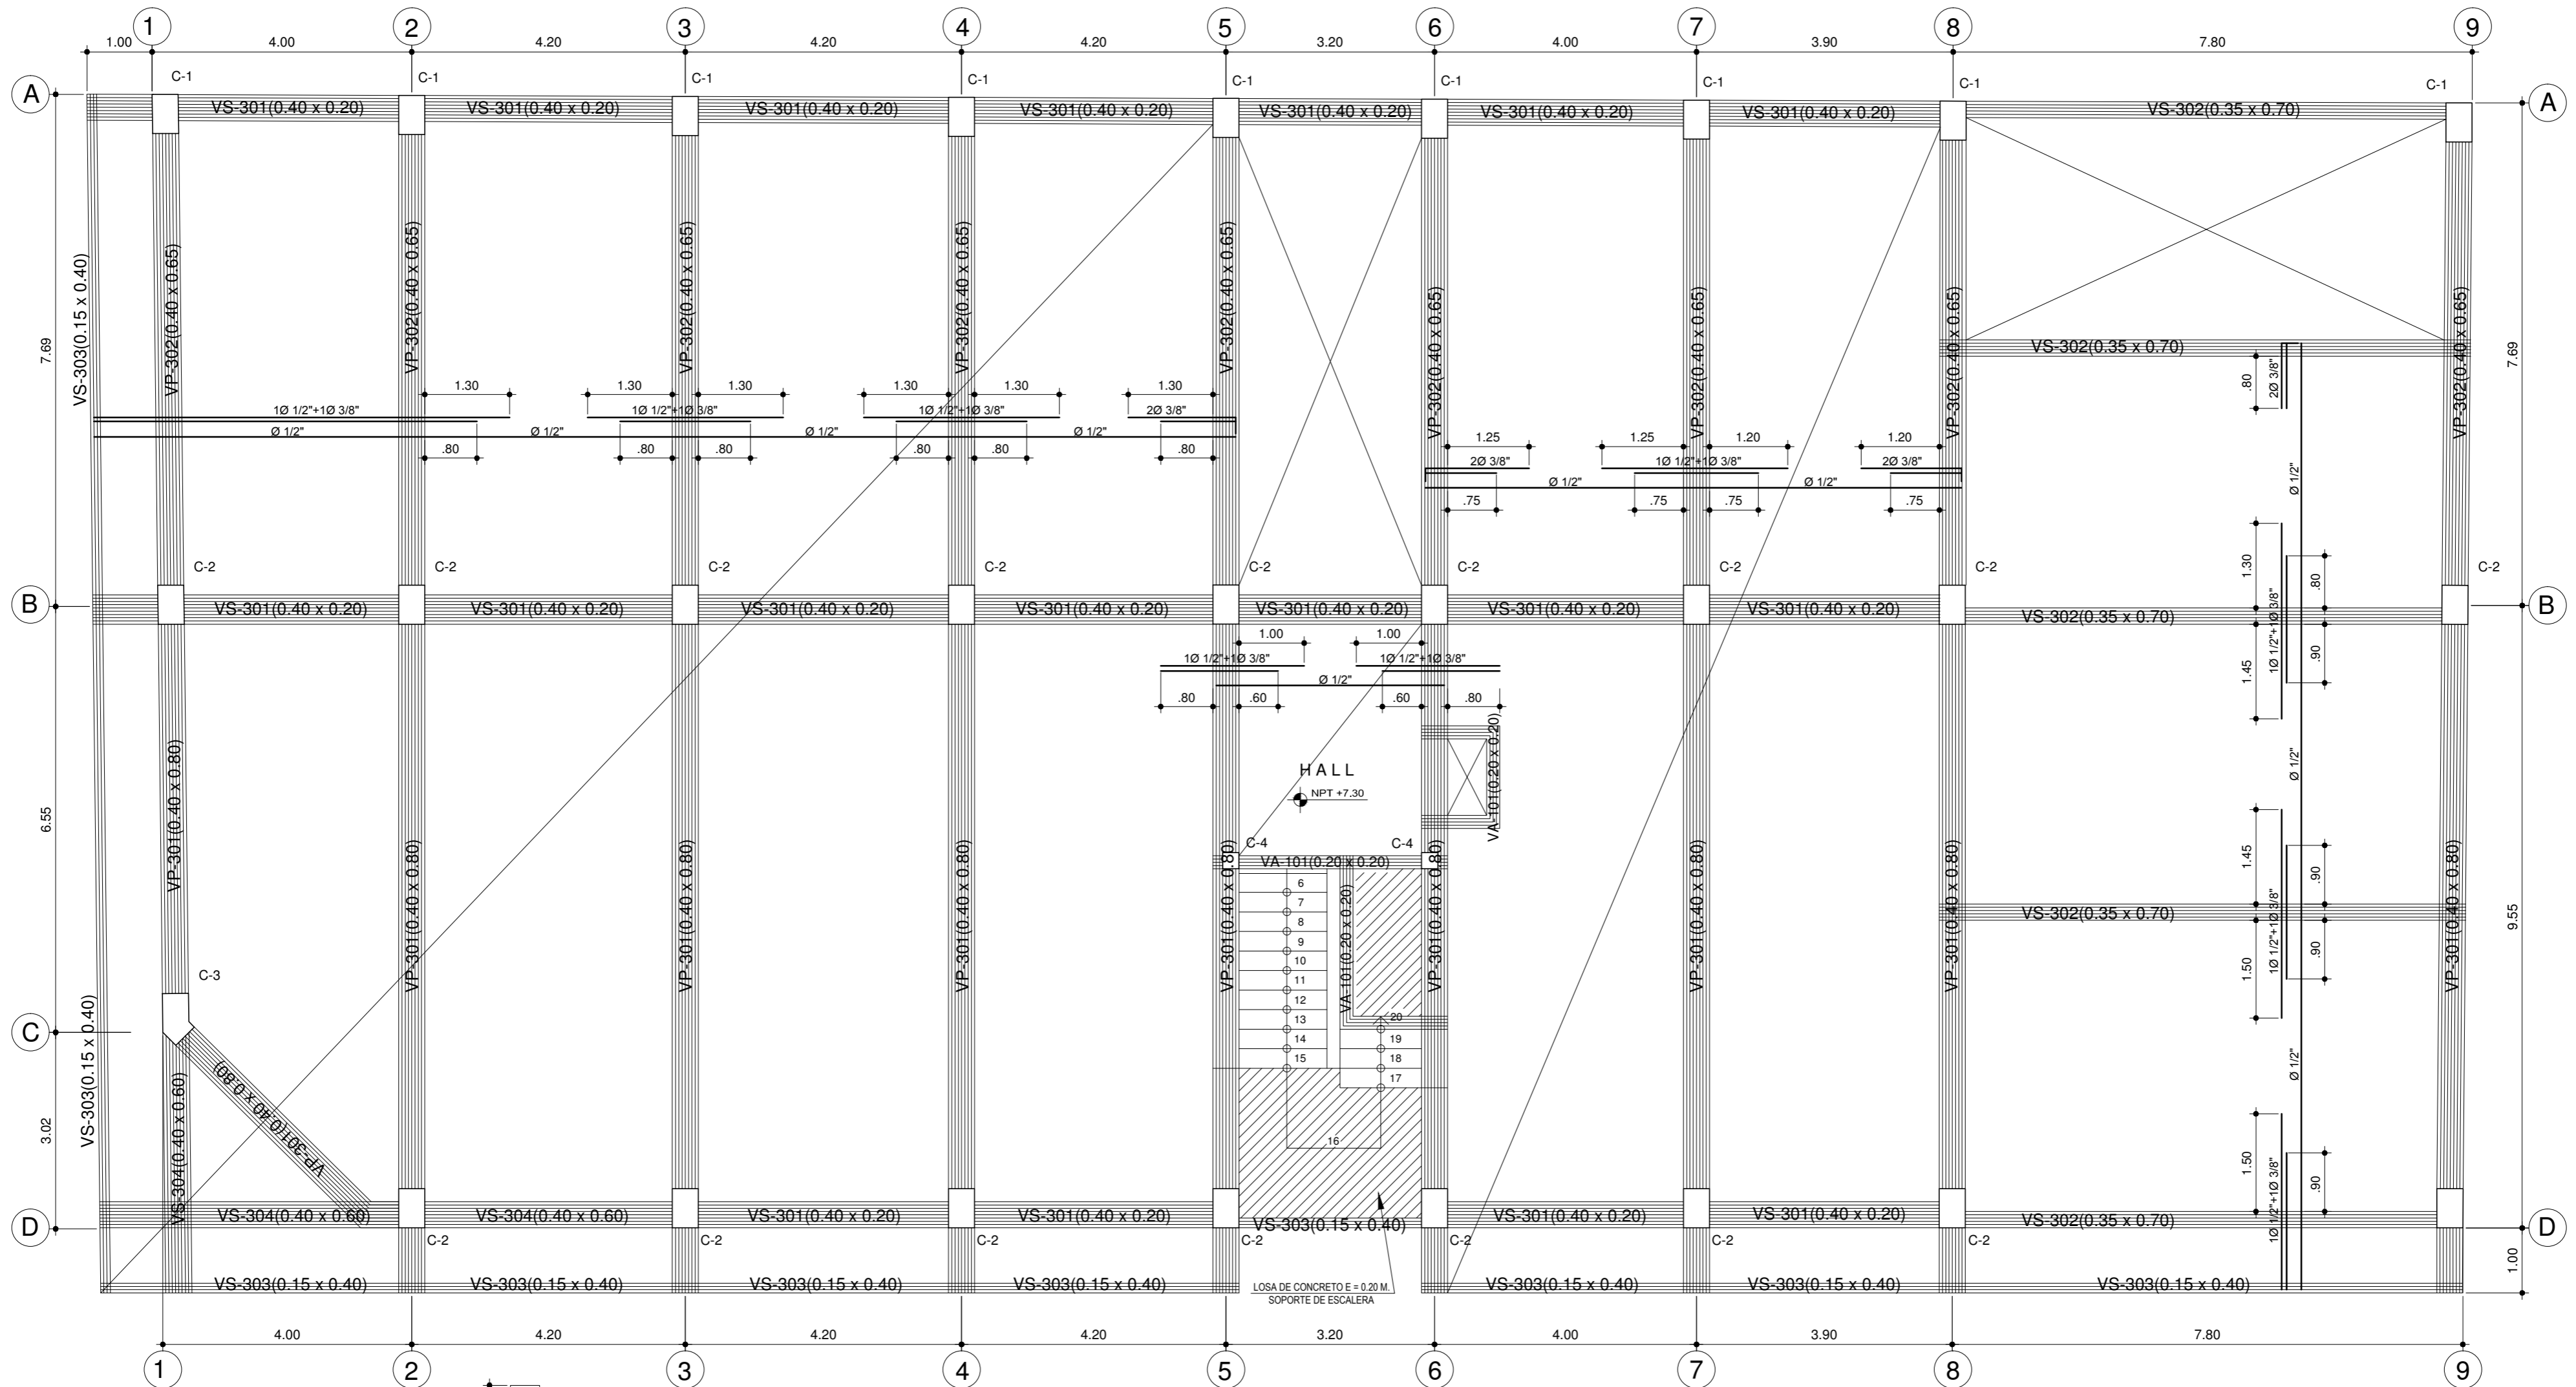 1 2 3 4 5 6 7 8 9
1.00 4.00 4.20 4.20 4.20 3.20 4.00 3.90 7.80
C-1 C-1 C-1 C-1 C-1 C-1 C-1 C-1 C-1
A A
VS-301(0.40 x 0.20) VS-301(0.40 x 0.20) VS-301(0.40 x 0.20) VS-301(0.40 x 0.20) VS-301(0.40 x 0.20) VS-301(0.40 x 0.20) VS-301(0.40 x 0.20) VS-302(0.35 x 0.70)
VS-303(0.15 x 0.40)
VP-302(0.40 x 0.65) VP-302(0.40 x 0.65) VP-302(0.40 x 0.65) VP-302(0.40 x 0.65) VP-302(0.40 x 0.65) VP-302(0.40 x 0.65) VP-302(0.40 x 0.65) VP-302(0.40 x 0.65) VP-302(0.40 x 0.65)
7.69 7.69
VS-302(0.35 x 0.70)
.80
2Ø 3/8"
1.30 1.30 1.30 1.30 1.30 1.30
1Ø 1/2"+1Ø 3/8" 1Ø 1/2"+1Ø 3/8" 1Ø 1/2"+1Ø 3/8" 2Ø 3/8"
Ø 1/2" Ø 1/2" Ø 1/2" Ø 1/2"
.80 .80 .80 .80 .80 .80
1.25 1.25 1.20 1.20
2Ø 3/8" 1Ø 1/2"+1Ø 3/8" 2Ø 3/8"
Ø 1/2" Ø 1/2"
.75 .75 .75 .75
Ø 1/2"
C-2 C-2 C-2 C-2 C-2 C-2 C-2 C-2
1.30
.80
1Ø 1/2"+1Ø 3/8"
1.45
.90
B B
VS-301(0.40 x 0.20) VS-301(0.40 x 0.20) VS-301(0.40 x 0.20) VS-301(0.40 x 0.20) VS-301(0.40 x 0.20) VS-301(0.40 x 0.20) VS-301(0.40 x 0.20) VS-302(0.35 x 0.70)
1.00 1.00
1Ø 1/2"+1Ø 3/8" 1Ø 1/2"+1Ø 3/8"
Ø 1/2"
.80 .60 .60 .80
HALL
NPT +7.30
VA-101(0.20 x 0.20)
Ø 1/2"
6.55
VP-301(0.40 x 0.80) VP-301(0.40 x 0.80) VP-301(0.40 x 0.80) VP-301(0.40 x 0.80) VP-301(0.40 x 0.80) VP-301(0.40 x 0.80) VP-301(0.40 x 0.80) VP-301(0.40 x 0.80) VP-301(0.40 x 0.80)
C-4 C-4
VA-101(0.20 x 0.20)
VA-101(0.20 x 0.20)
6
7
8
9
10
11
12
13
14
15
20
19
18
17
16
1.45
.90
1Ø 1/2"+1Ø 3/8"
1.50
.90
VS-302(0.35 x 0.70)
9.55
C-3
C
VS-303(0.15 x 0.40)
3.02
VS-304(0.40 x 0.60)
VP-301(0.40 x 0.80)
Ø 1/2"
1.50
.90
1Ø 1/2"+1Ø 3/8"
D D
VS-304(0.40 x 0.60) VS-304(0.40 x 0.60) VS-301(0.40 x 0.20) VS-301(0.40 x 0.20) VS-303(0.15 x 0.40) VS-301(0.40 x 0.20) VS-301(0.40 x 0.20) VS-302(0.35 x 0.70)
C-2 C-2 C-2 C-2 C-2 C-2 C-2
1.00
VS-303(0.15 x 0.40) VS-303(0.15 x 0.40) VS-303(0.15 x 0.40) VS-303(0.15 x 0.40) VS-303(0.15 x 0.40) VS-303(0.15 x 0.40) VS-303(0.15 x 0.40)
LOSA DE CONCRETO E = 0.20 M.
SOPORTE DE ESCALERA
4.00 4.20 4.20 4.20 3.20 4.00 3.90 7.80
1 2 3 4 5 6 7 8 9